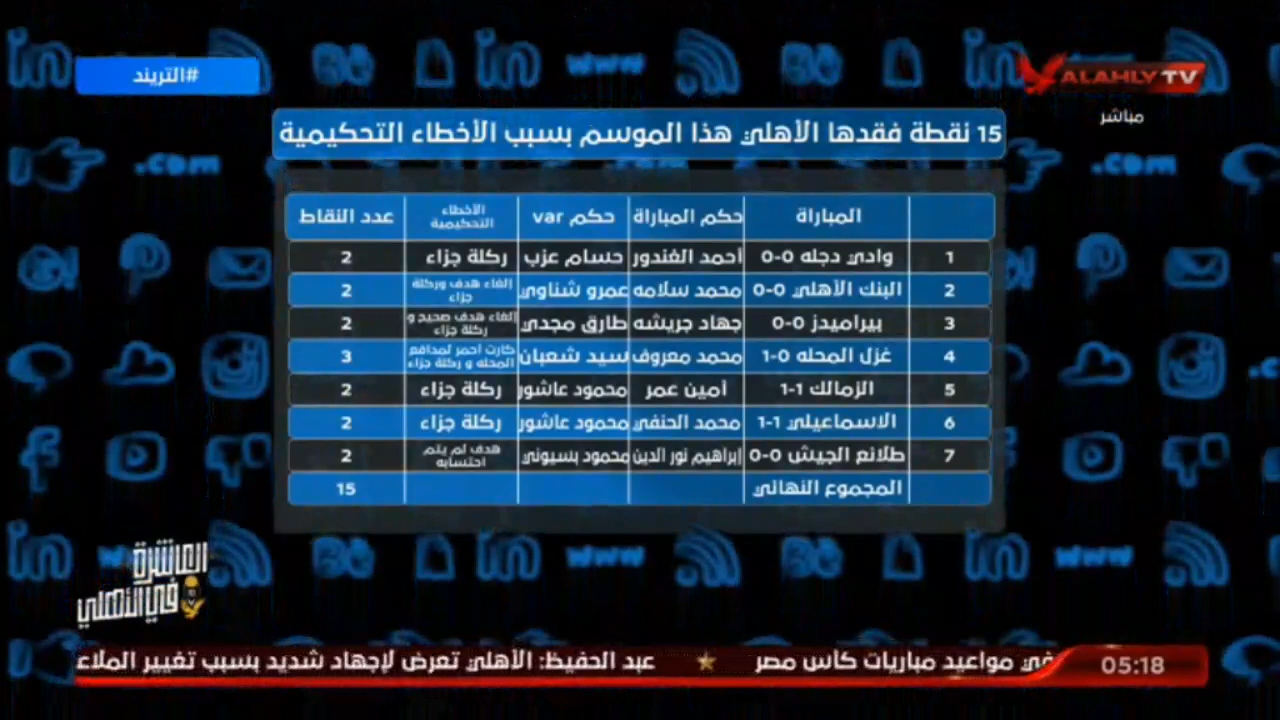 #التريند
ALAHLY TV
مباشر
15 نقطة فقدها الأهلي هذا الموسم بسبب الأخطاء التحكيمية
المباراة حكم المباراة حكم var الأخطاء التحكيمية عدد النقاط
1 وادي دجله 0-0 أحمد الغندور حسام عزب ركلة جزاء 2
2 البنك الأهلي 0-0 محمد سلامه عمرو شناوي إلغاء هدف وركلة جزاء 2
3 بيراميدز 0-0 جهاد جريشه طارق مجدي إلغاء هدف صحيح و ركلة جزاء 2
4 غزل المحله 0-1 محمد معروف سيد شعبان كارت أحمر لمدافع المحله و ركلة جزاء 3
5 الزمالك 1-1 أمين عمر محمود عاشور ركلة جزاء 2
6 الاسماعيلي 1-1 محمد الحنفي محمود عاشور ركلة جزاء 2
7 طلائع الجيش 0-0 إبراهيم نور الدين محمود بسيوني هدف لم يتم احتسابه 2
المجموع النهائي 15
العاشرة
في الأهلي
05:18 في مواعيد مباريات كأس مصر ★ عبد الحفيظ: الأهلي تعرض لإجهاد شديد بسبب تغيير الملاع
.com
www
in